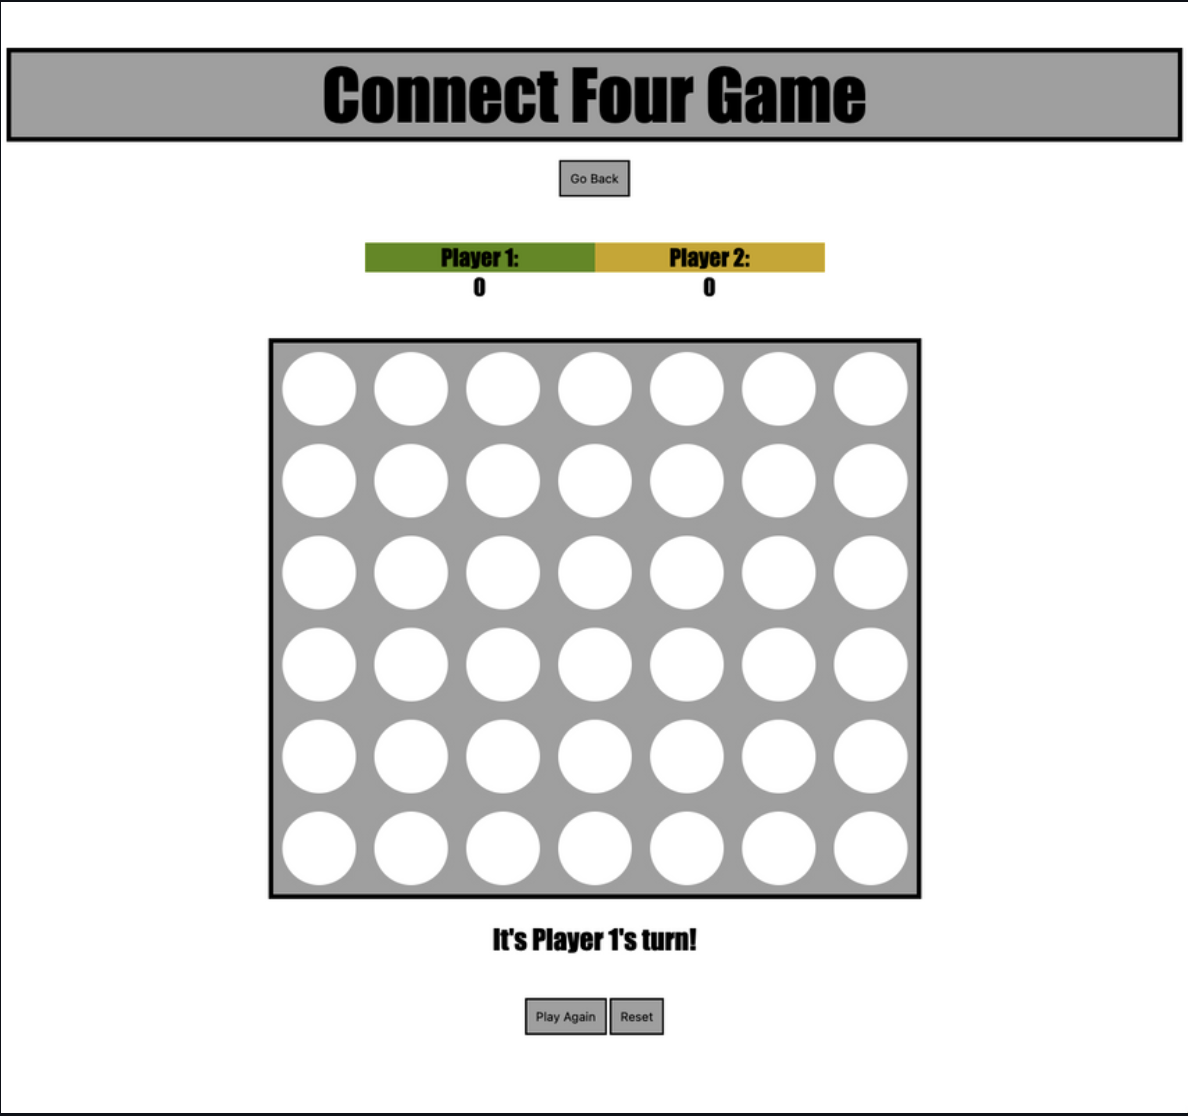 Connect Four Game
Go Back
Player 1: Player 2:
0 0
It's Player 1's turn!
Play Again Reset